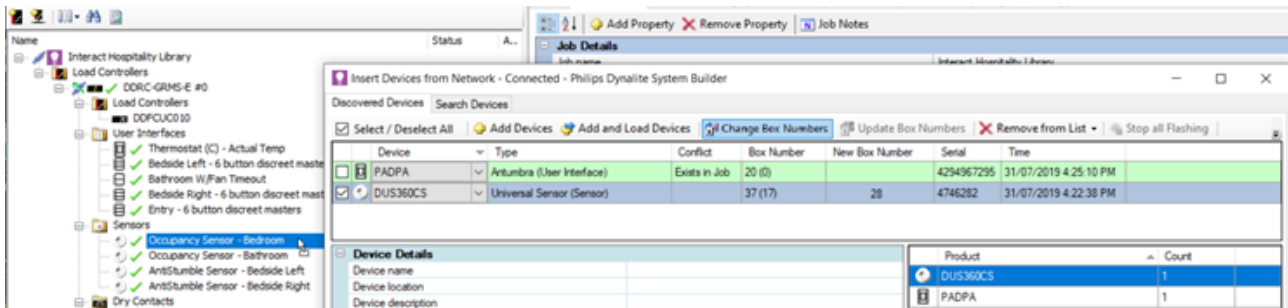 Add Property Remove Property Job Notes
Name Status A...
Job Details
Interact Hospitality Library
Load Controllers
DDRC-GRMS-E #0
Load Controllers
DDFCUC010
User Interfaces
Thermostat (C) - Actual Temp
Bedside Left - 6 button discreet maste
Bathroom W/Fan Timeout
Bedside Right - 6 button discreet mast
Entry - 6 button discreet masters
Sensors
Occupancy Sensor - Bedroom
Occupancy Sensor - Bathroom
AntiStumble Sensor - Bedside Left
AntiStumble Sensor - Bedside Right
Dry Contacts
Insert Devices from Network - Connected - Philips Dynalite System Builder
Discovered Devices Search Devices
Select / Deselect All Add Devices Add and Load Devices Change Box Numbers Update Box Numbers Remove from List Stop all Flashing
Device Type Conflict Box Number New Box Number Serial Time
PADPA Antumbra (User Interface) Exists in Job 20 (0) 4294967295 31/07/2019 4:25:10 PM
DUS360CS Universal Sensor (Sensor) 37 (17) 28 4746282 31/07/2019 4:22:38 PM
Device Details
Device name
Device location
Device description
Product Count
DUS360CS 1
PADPA 1